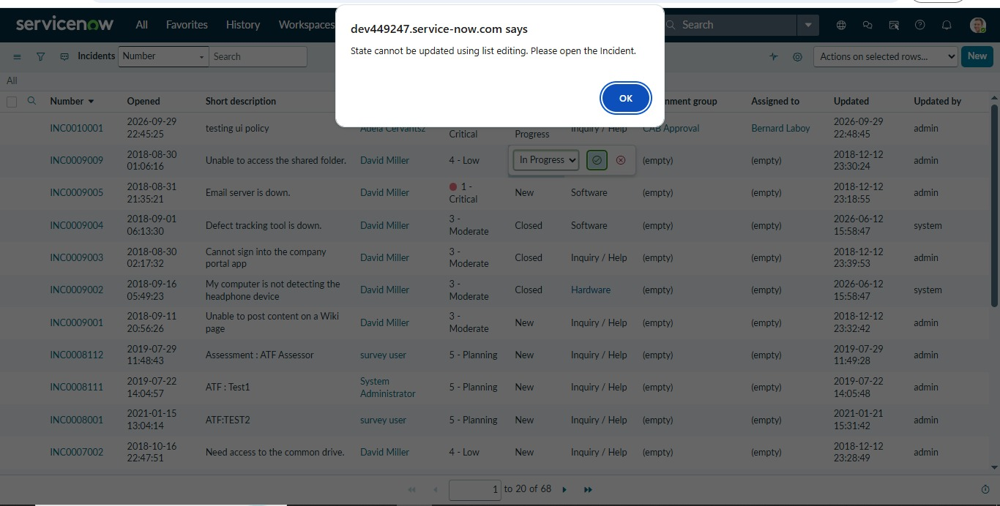 servicenow All Favorites History Workspaces Search
dev449247.service-now.com says
State cannot be updated using list editing. Please open the Incident.
OK
Incidents Number Search Actions on selected rows... New
All
Number Opened Short description nment group Assigned to Updated Updated by
INC0010001 2026-09-29 22:45:25 testing ui policy Adela Cervantsz Critical Progress Inquiry / Help CAB Approval Bernard Laboy 2026-09-29 22:48:45 admin
INC0009009 2018-08-30 01:06:16 Unable to access the shared folder. David Miller 4 - Low In Progress (empty) (empty) 2018-12-12 23:30:24 admin
INC0009005 2018-08-31 21:35:21 Email server is down. David Miller 1 - Critical New Software (empty) (empty) 2018-12-12 23:18:55 admin
INC0009004 2018-09-01 06:13:30 Defect tracking tool is down. David Miller 3 - Moderate Closed Software (empty) (empty) 2026-06-12 15:58:47 system
INC0009003 2018-08-30 02:17:32 Cannot sign into the company portal app David Miller 3 - Moderate Closed Inquiry / Help (empty) (empty) 2018-12-12 23:39:53 admin
INC0009002 2018-09-16 05:49:23 My computer is not detecting the headphone device David Miller 3 - Moderate Closed Hardware (empty) (empty) 2026-06-12 15:58:47 system
INC0009001 2018-09-11 20:56:26 Unable to post content on a Wiki page David Miller 3 - Moderate New Inquiry / Help (empty) (empty) 2018-12-12 23:32:42 admin
INC0008112 2019-07-29 11:48:43 Assessment : ATF Assessor survey user 5 - Planning New Inquiry / Help (empty) (empty) 2019-07-29 11:49:28 admin
INC0008111 2019-07-22 14:04:57 ATF : Test1 System Administrator 5 - Planning New Inquiry / Help (empty) (empty) 2019-07-22 14:05:48 admin
INC0008001 2021-01-15 13:04:14 ATF:TEST2 survey user 5 - Planning New Inquiry / Help (empty) (empty) 2021-01-21 15:31:42 admin
INC0007002 2018-10-16 22:47:51 Need access to the common drive. David Miller 4 - Low New Inquiry / Help (empty) (empty) 2018-12-12 23:28:49 admin
1 to 20 of 68